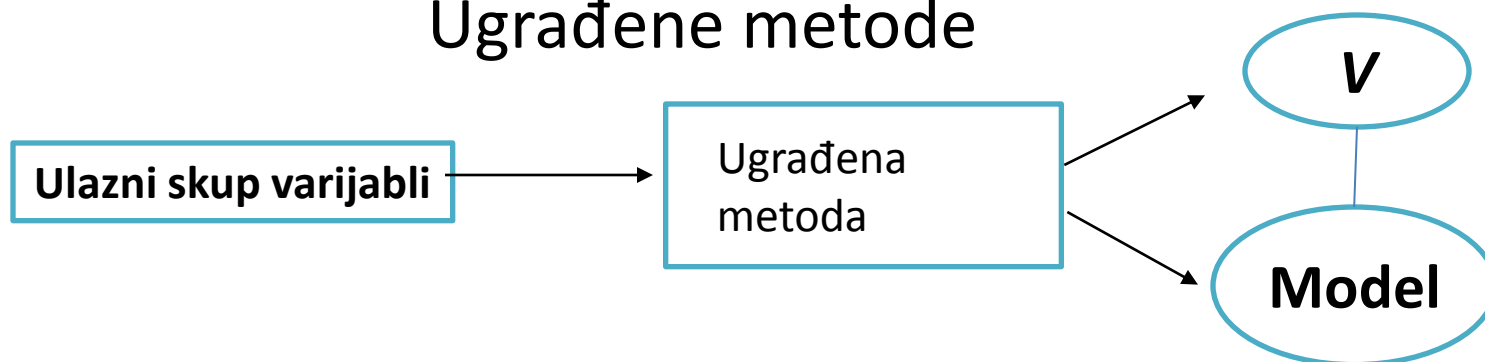 Ugrađene metode
V
Ulazni skup varijabli
Ugrađena
metoda
Model